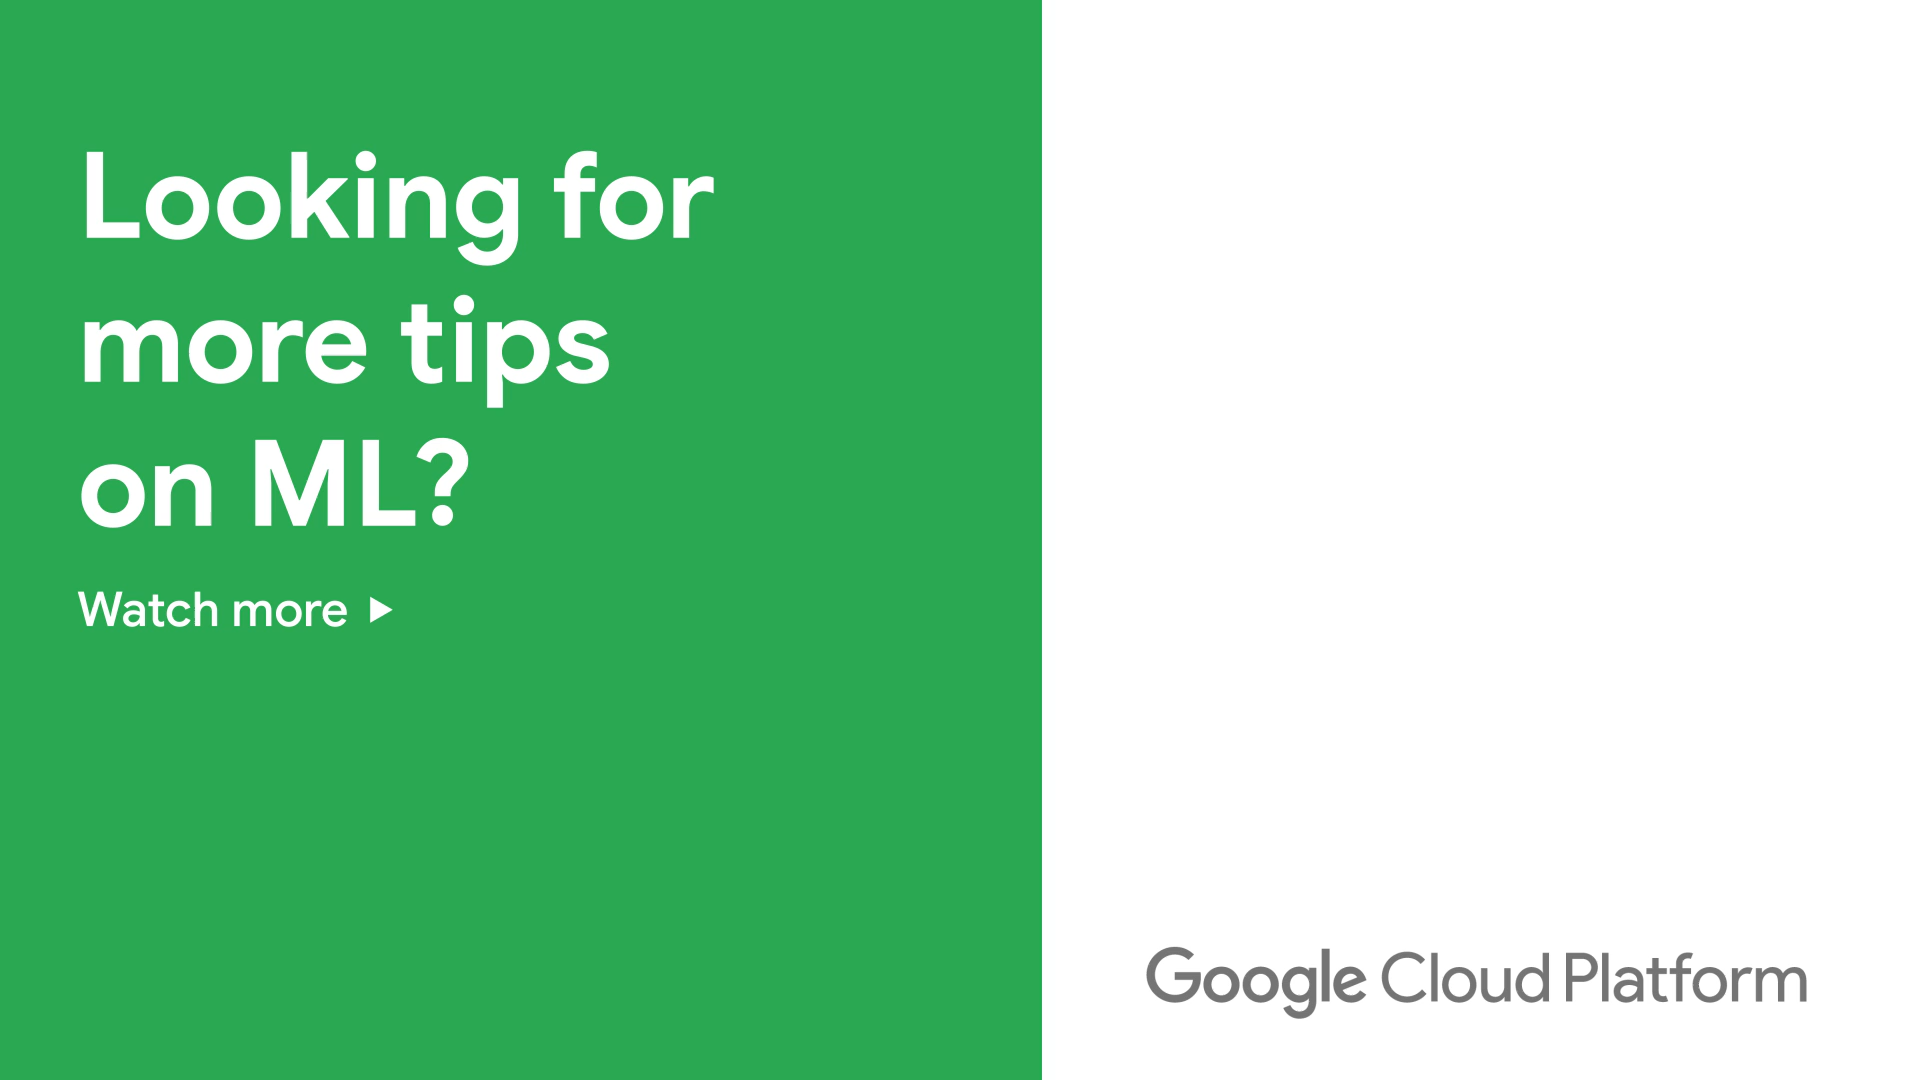 Looking for
more tips
on ML?
Watch more
Google Cloud Platform